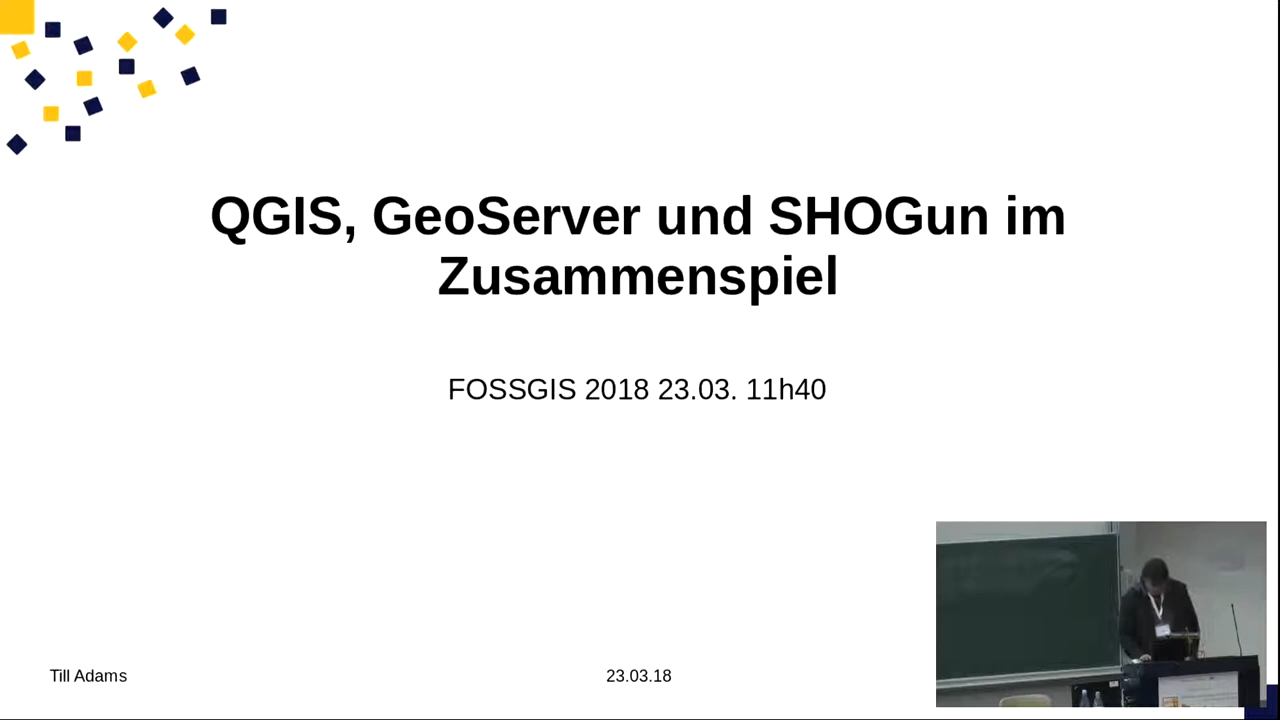 QGIS, GeoServer und SHOGun im
Zusammenspiel
FOSSGIS 2018 23.03. 11h40
Till Adams
23.03.18